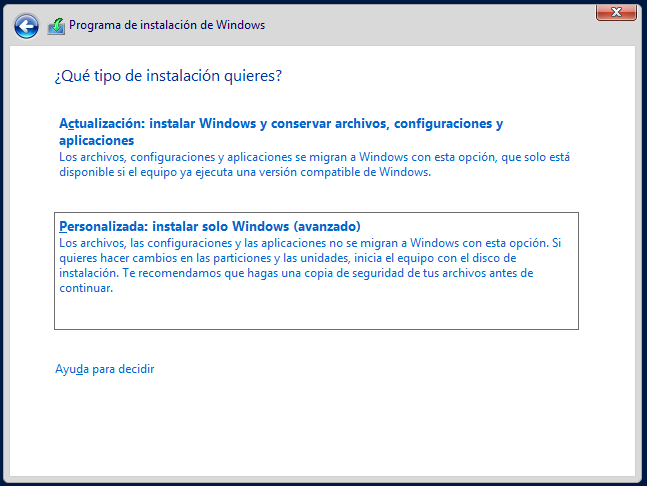 Programa de instalación de Windows
¿Qué tipo de instalación quieres?
Actualización: instalar Windows y conservar archivos, configuraciones y
aplicaciones
Los archivos, configuraciones y aplicaciones se migran a Windows con esta opción, que solo está
disponible si el equipo ya ejecuta una versión compatible de Windows.
Personalizada: instalar solo Windows (avanzado)
Los archivos, las configuraciones y las aplicaciones no se migran a Windows con esta opción. Si
quieres hacer cambios en las particiones y las unidades, inicia el equipo con el disco de
instalación. Te recomendamos que hagas una copia de seguridad de tus archivos antes de
continuar.
Ayuda para decidir